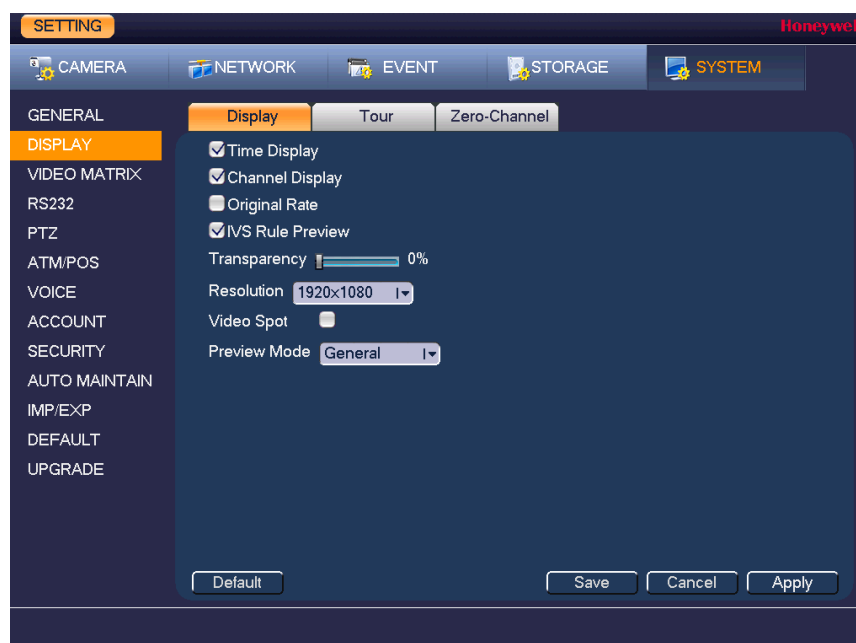 SETTING Honeywell
CAMERA NETWORK EVENT STORAGE SYSTEM
GENERAL
DISPLAY
VIDEO MATRIX
RS232
PTZ
ATM/POS
VOICE
ACCOUNT
SECURITY
AUTO MAINTAIN
IMP/EXP
DEFAULT
UPGRADE
Display Tour Zero-Channel
Time Display
Channel Display
Original Rate
IVS Rule Preview
Transparency 0%
Resolution 1920x1080
Video Spot
Preview Mode General
Default Save Cancel Apply